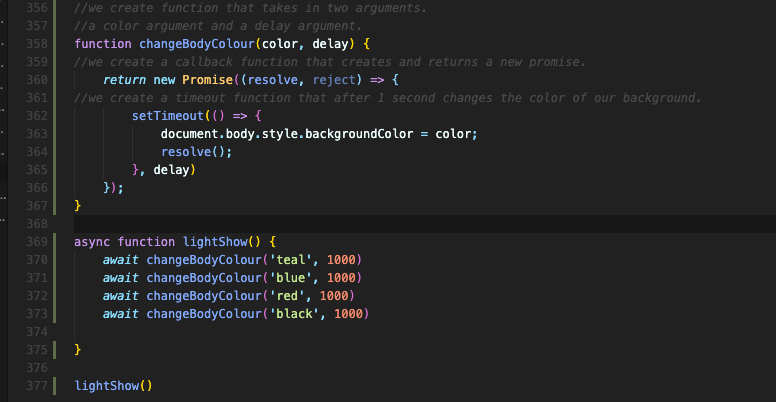 356 //we create function that takes in two arguments.
357 //a color argument and a delay argument.
358 function changeBodyColour(color, delay) {
359 //we create a callback function that creates and returns a new promise.
360     return new Promise((resolve, reject) => {
361 //we create a timeout function that after 1 second changes the color of our background.
362         setTimeout(() => {
363             document.body.style.backgroundColor = color;
364             resolve();
365         }, delay)
366     });
367 }
368
369 async function lightShow() {
370     await changeBodyColour('teal', 1000)
371     await changeBodyColour('blue', 1000)
372     await changeBodyColour('red', 1000)
373     await changeBodyColour('black', 1000)
374
375 }
376
377 lightShow()